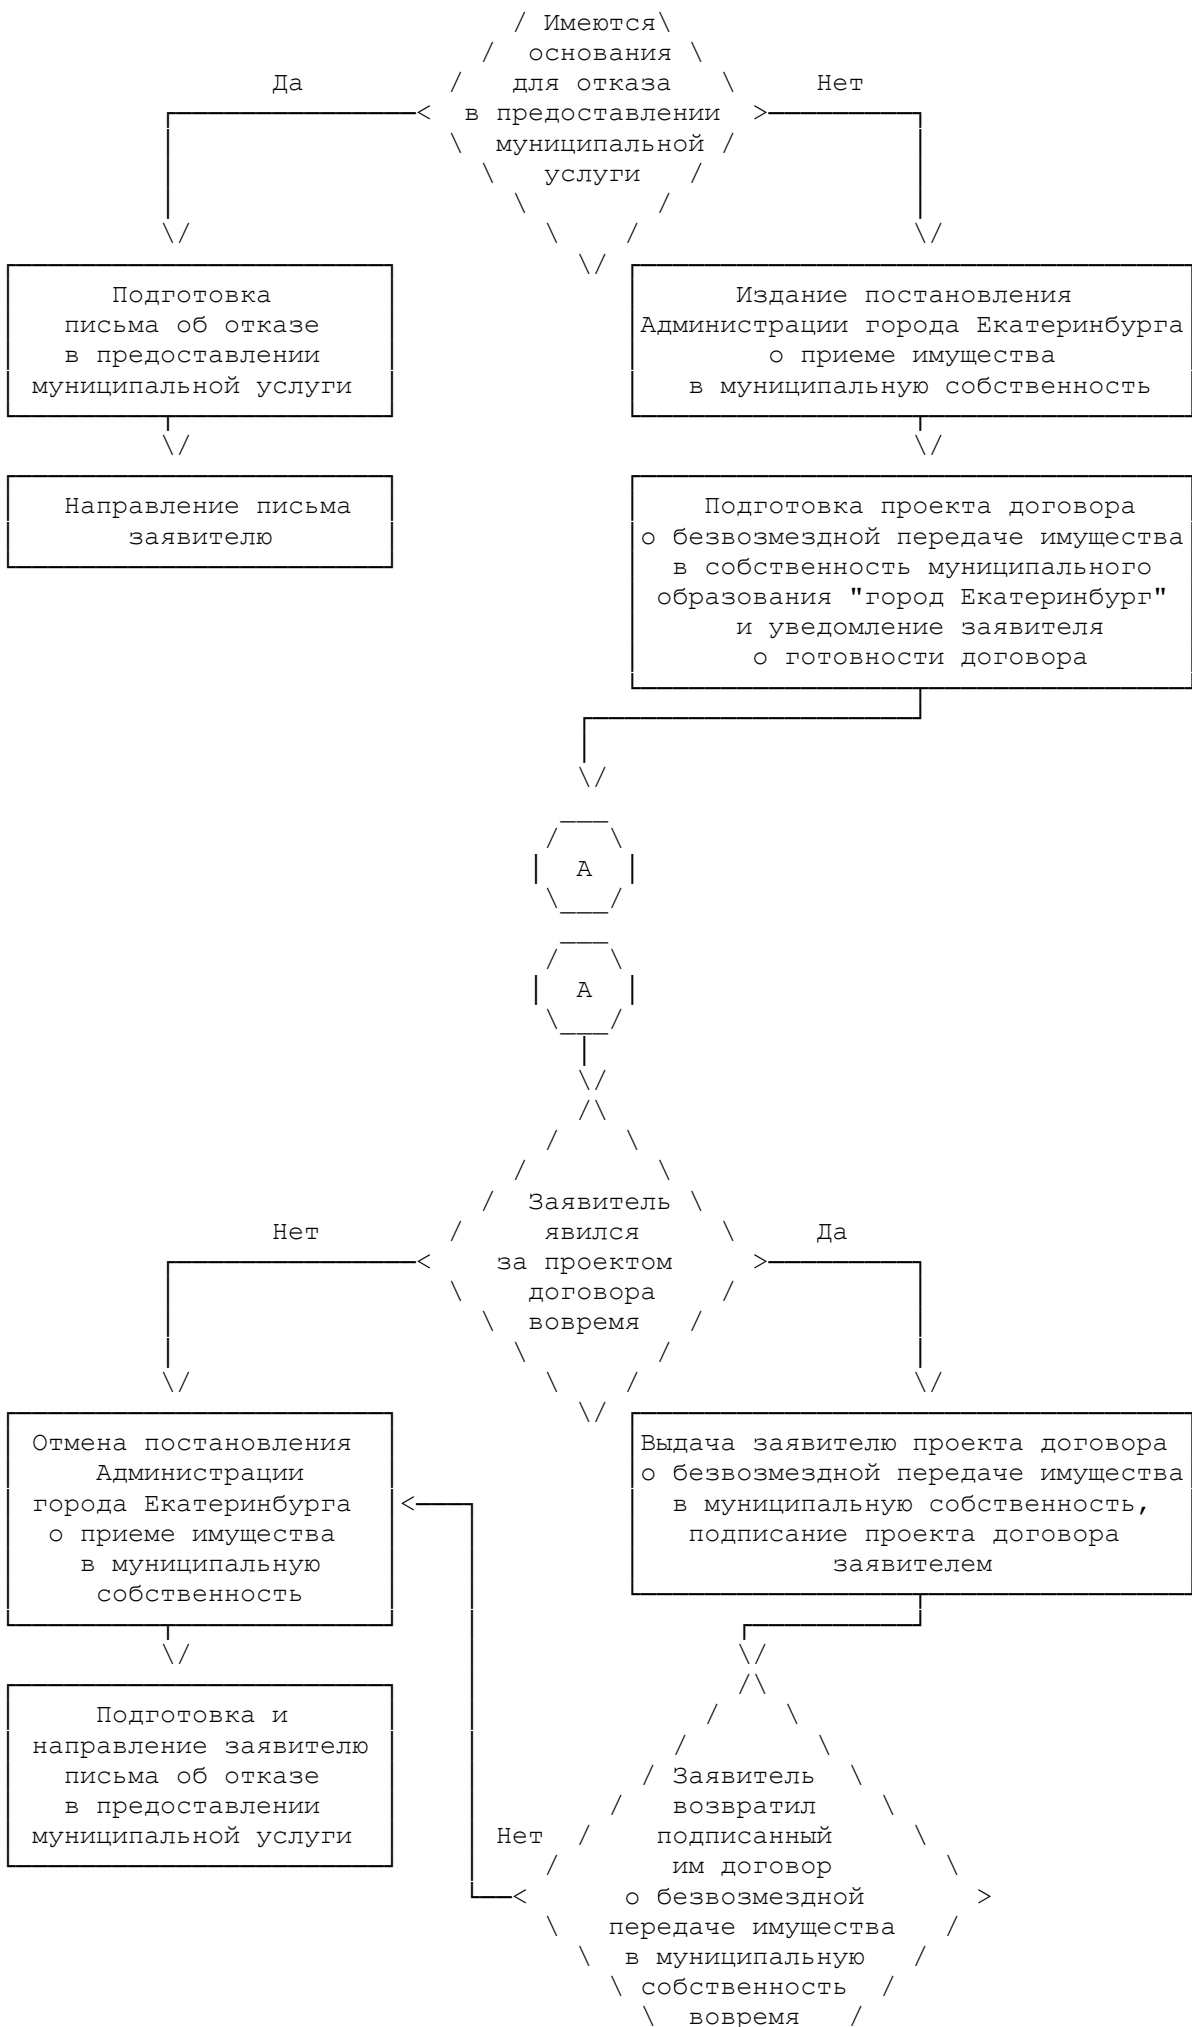 Имеются
основания
для отказа
в предоставлении
муниципальной
услуги
Да
Нет
Подготовка
письма об отказе
в предоставлении
муниципальной услуги
Издание постановления
Администрации города Екатеринбурга
о приеме имущества
в муниципальную собственность
Направление письма
заявителю
Подготовка проекта договора
о безвозмездной передаче имущества
в собственность муниципального
образования "город Екатеринбург"
и уведомление заявителя
о готовности договора
А
А
Заявитель
явился
за проектом
договора
вовремя
Нет
Да
Отмена постановления
Администрации
города Екатеринбурга
о приеме имущества
в муниципальную
собственность
Выдача заявителю проекта договора
о безвозмездной передаче имущества
в муниципальную собственность,
подписание проекта договора
заявителем
Подготовка и
направление заявителю
письма об отказе
в предоставлении
муниципальной услуги
Нет
Заявитель
возвратил
подписанный
им договор
о безвозмездной
передаче имущества
в муниципальную
собственность
вовремя